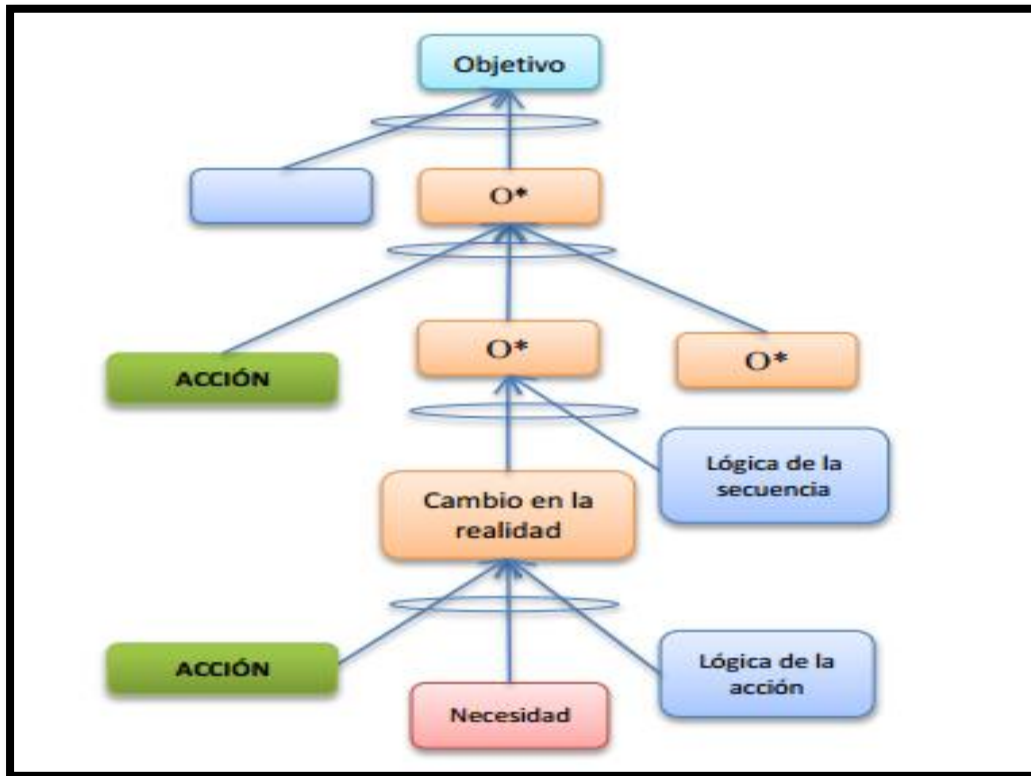 Objetivo
O*
ACCIÓN
O*
O*
Lógica de la
secuencia
Cambio en la
realidad
ACCIÓN
Lógica de la
acción
Necesidad